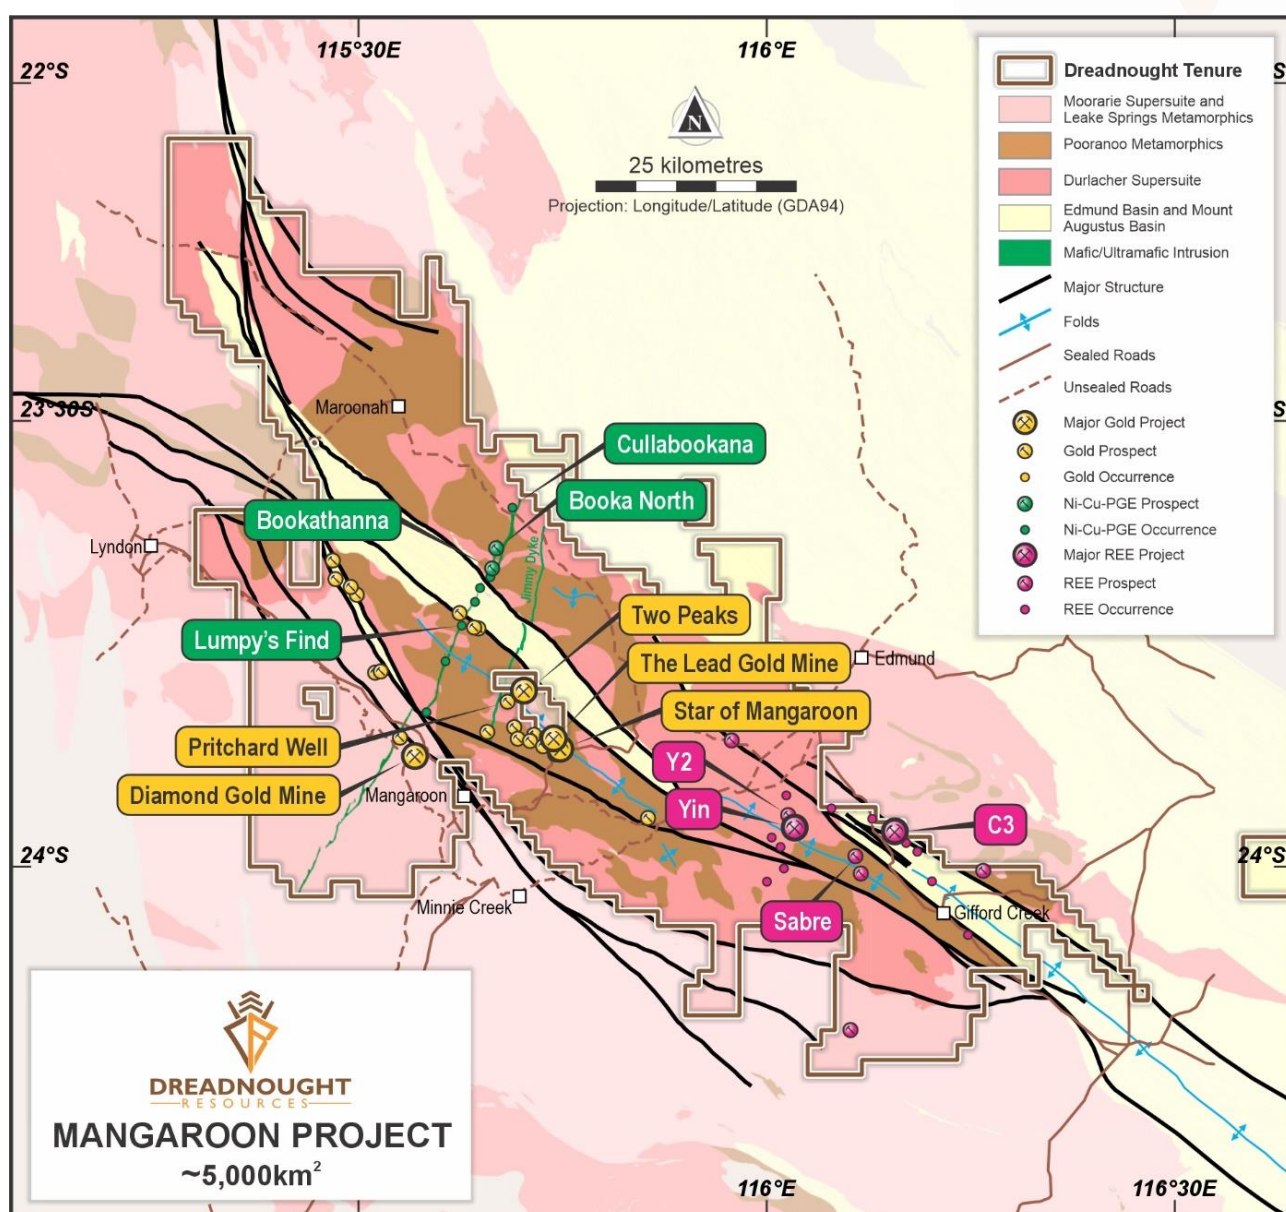 115°30E
116°E
22°S
S
N
25 kilometres
Projection: Longitude/Latitude (GDA94)
Dreadnought Tenure
Moorarie Supersuite and
Leake Springs Metamorphics
Pooranoo Metamorphics
Durlacher Supersuite
Edmund Basin and Mount
Augustus Basin
Mafic/Ultramafic Intrusion
Major Structure
Folds
Sealed Roads
Unsealed Roads
Major Gold Project
Gold Prospect
Gold Occurrence
Ni-Cu-PGE Prospect
Ni-Cu-PGE Occurrence
Major REE Project
REE Prospect
REE Occurrence
23°30S
S
Maroonah
Cullabookana
Booka North
Bookathanna
Lyndon
Jimmy Dyke
Two Peaks
Lumpy's Find
The Lead Gold Mine
Edmund
Star of Mangaroon
Pritchard Well
Y2
Diamond Gold Mine
Mangaroon
Yin
C3
24°S
24°S
Minnie Creek
Sabre
Gifford Creek
DREADNOUGHT
RESOURCES
MANGAROON PROJECT
~5,000km²
116°E
116°30E